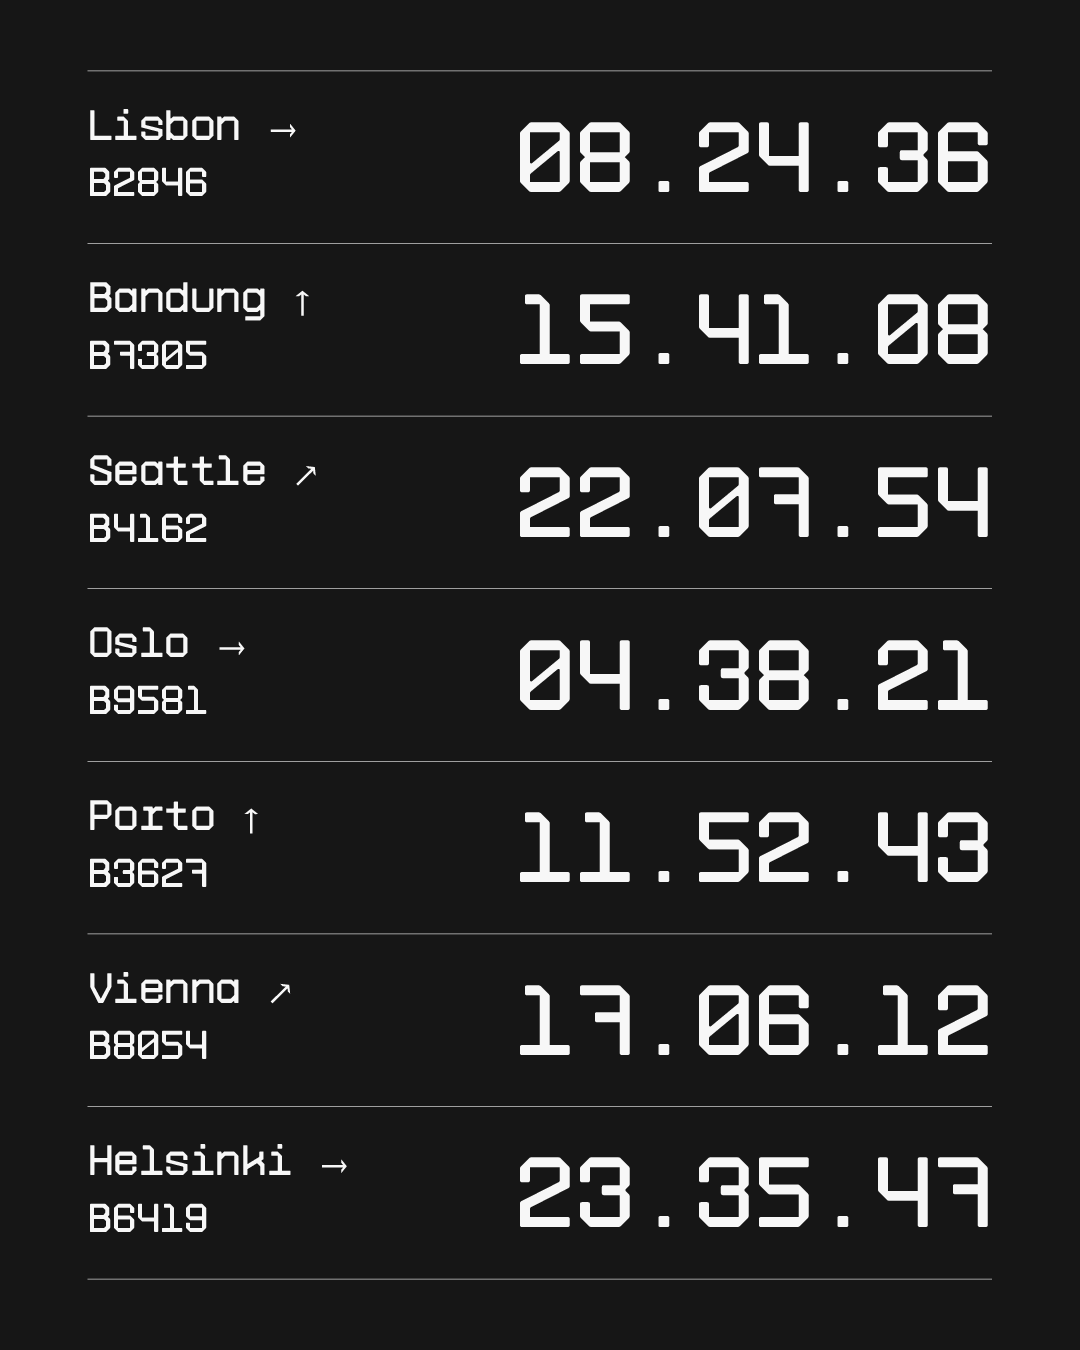 Lisbon →
B2846
08.24.36
Bandung ↑
B7305
15.41.08
Seattle ↗
B4162
22.07.54
Oslo →
B9581
04.38.21
Porto ↑
B3627
11.52.43
Vienna ↗
B8054
17.06.12
Helsinki →
B6419
23.35.47